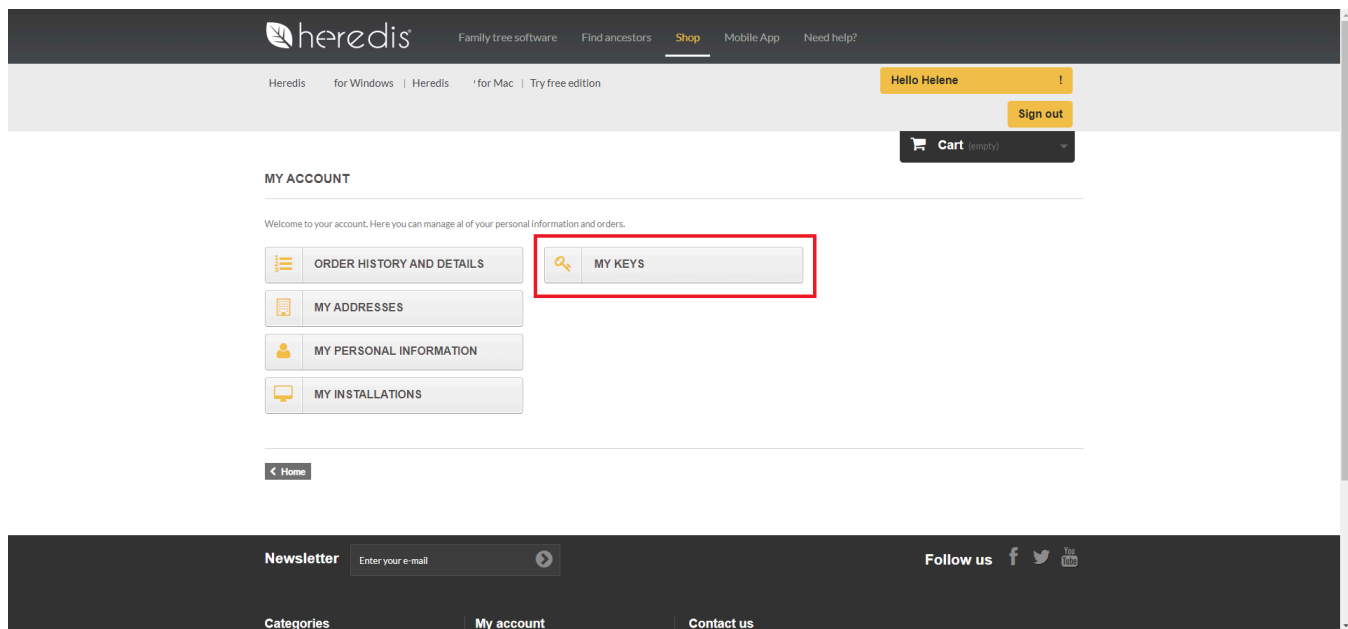 heredis
Family tree software Find ancestors Shop Mobile App Need help?
Heredis for Windows | Heredis for Mac | Try free edition
Hello Helene !
Sign out
Cart (empty)
MY ACCOUNT
Welcome to your account. Here you can manage al of your personal information and orders.
ORDER HISTORY AND DETAILS
MY KEYS
MY ADDRESSES
MY PERSONAL INFORMATION
MY INSTALLATIONS
Home
Newsletter Enter your e-mail
Follow us
You Tube
Categories My account Contact us